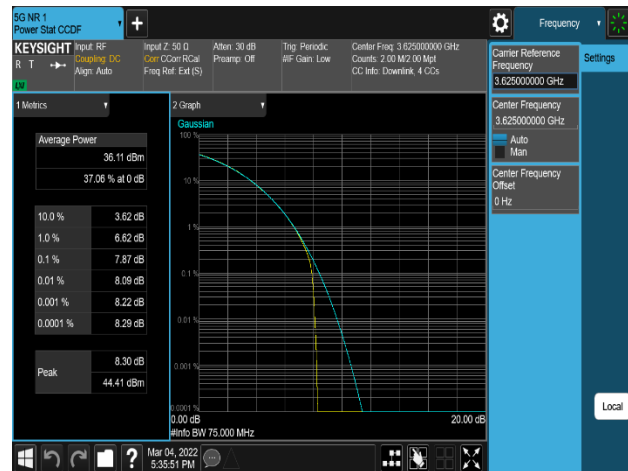 5G NR 1
Power Stat CCDF
Frequency
KEYSIGHT
R T
LW
Input: RF
Coupling: DC
Align: Auto
Input Z: 50 Ω
Corr CCorr RCal
Freq Ref: Ext (S)
Atten: 30 dB
Preamp: Off
Trig: Periodic
#IF Gain: Low
Center Freq: 3.625000000 GHz
Counts: 2.00 M/2.00 Mpt
CC Info: Downlink, 4 CCs
1 Metrics
Average Power
36.11 dBm
37.06 % at 0 dB
10.0 % 3.62 dB
1.0 % 6.62 dB
0.1 % 7.87 dB
0.01 % 8.09 dB
0.001 % 8.22 dB
0.0001 % 8.29 dB
Peak
8.30 dB
44.41 dBm
2 Graph
Gaussian
100 %
10 %
1 %
0.1 %
0.01 %
0.001 %
0.0001 %
0.00 dB 20.00 dB
#Info BW 75.000 MHz
Carrier Reference
Frequency
3.625000000 GHz
Center Frequency
3.625000000 GHz
Auto
Man
Center Frequency
Offset
0 Hz
Settings
Local
?
Mar 04, 2022
5:35:51 PM